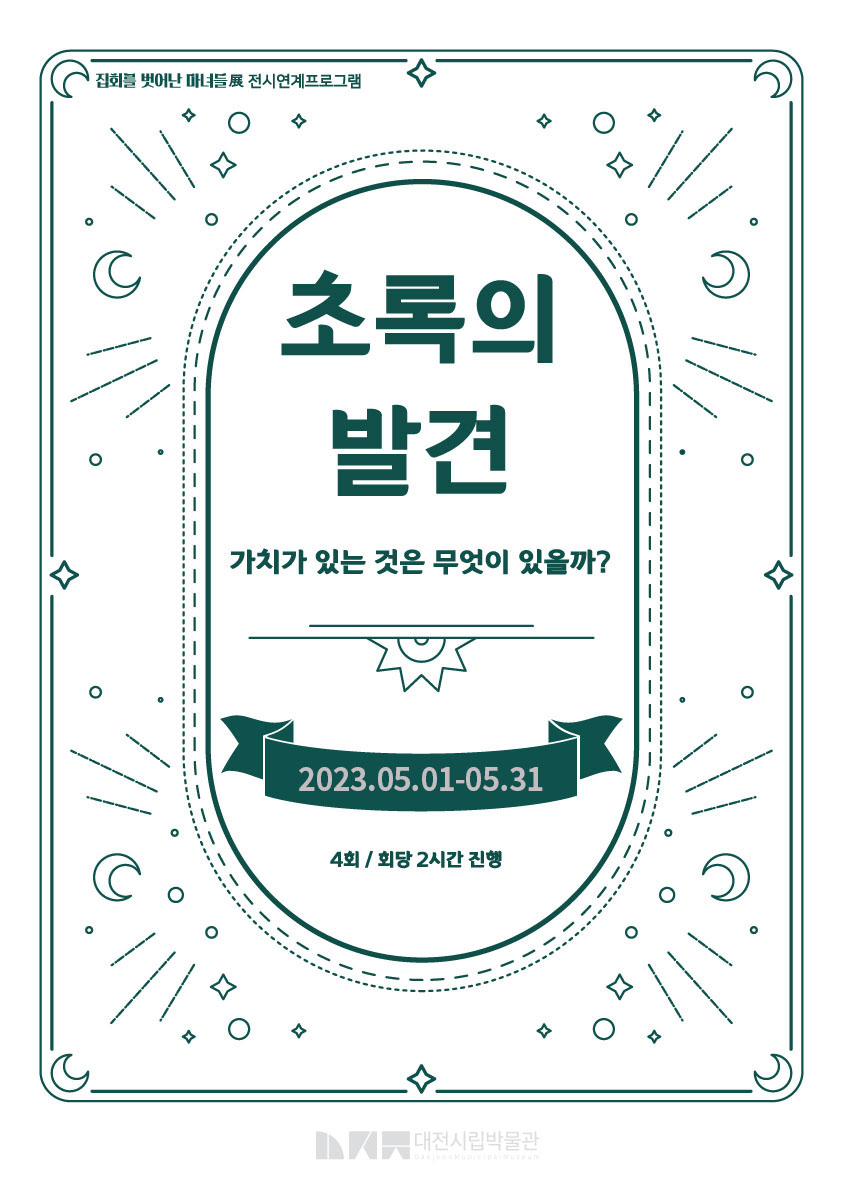 집회를 벗어난 마녀들展 전시연계프로그램
초록의
발견
가치가 있는 것은 무엇이 있을까?
2023.05.01-05.31
4회 / 회당 2시간 진행
대전시립박물관
Daejeon Municipal Museum